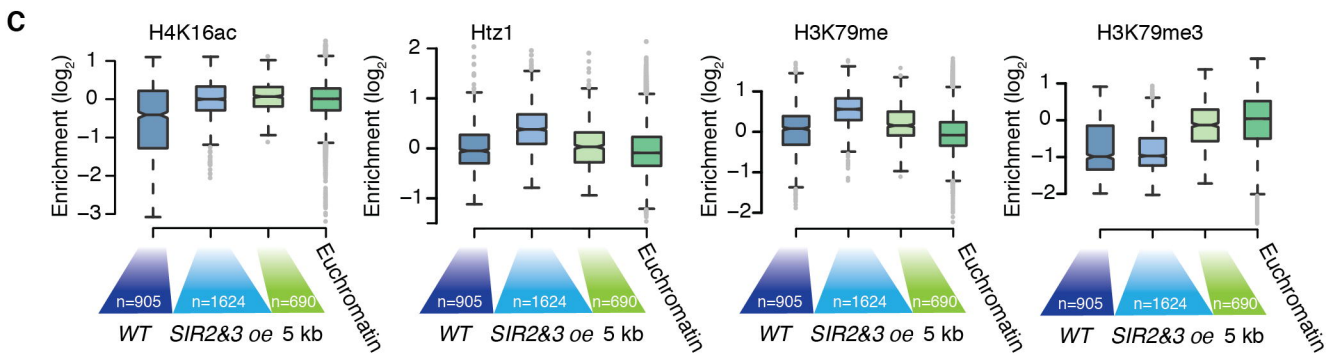 C
H4K16ac
Enrichment (log2)
1
0
−1
−2
−3
n=905
n=1624
n=690
WT
SIR2&3 oe
5 kb
Euchromatin
Htz1
Enrichment (log2)
2
1
0
−1
n=905
n=1624
n=690
WT
SIR2&3 oe
5 kb
Euchromatin
H3K79me
Enrichment (log2)
1
0
−1
−2
n=905
n=1624
n=690
WT
SIR2&3 oe
5 kb
Euchromatin
H3K79me3
Enrichment (log2)
1
0
−1
−2
n=905
n=1624
n=690
WT
SIR2&3 oe
5 kb
Euchromatin